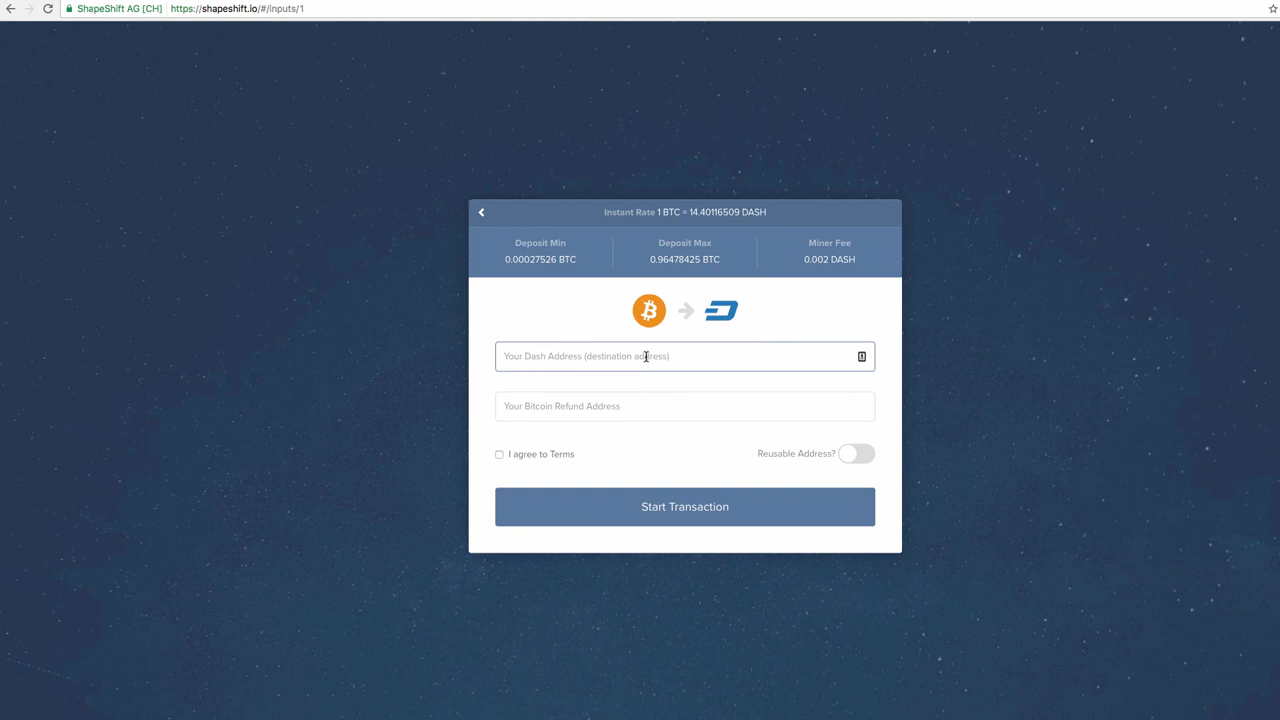 ShapeShift AG [CH] https://shapeshift.io/#/inputs/1
Instant Rate 1 BTC = 14.40116509 DASH
Deposit Min Deposit Max Miner Fee
0.00027526 BTC 0.96478425 BTC 0.002 DASH
Your Dash Address (destination address)
Your Bitcoin Refund Address
I agree to Terms Reusable Address?
Start Transaction